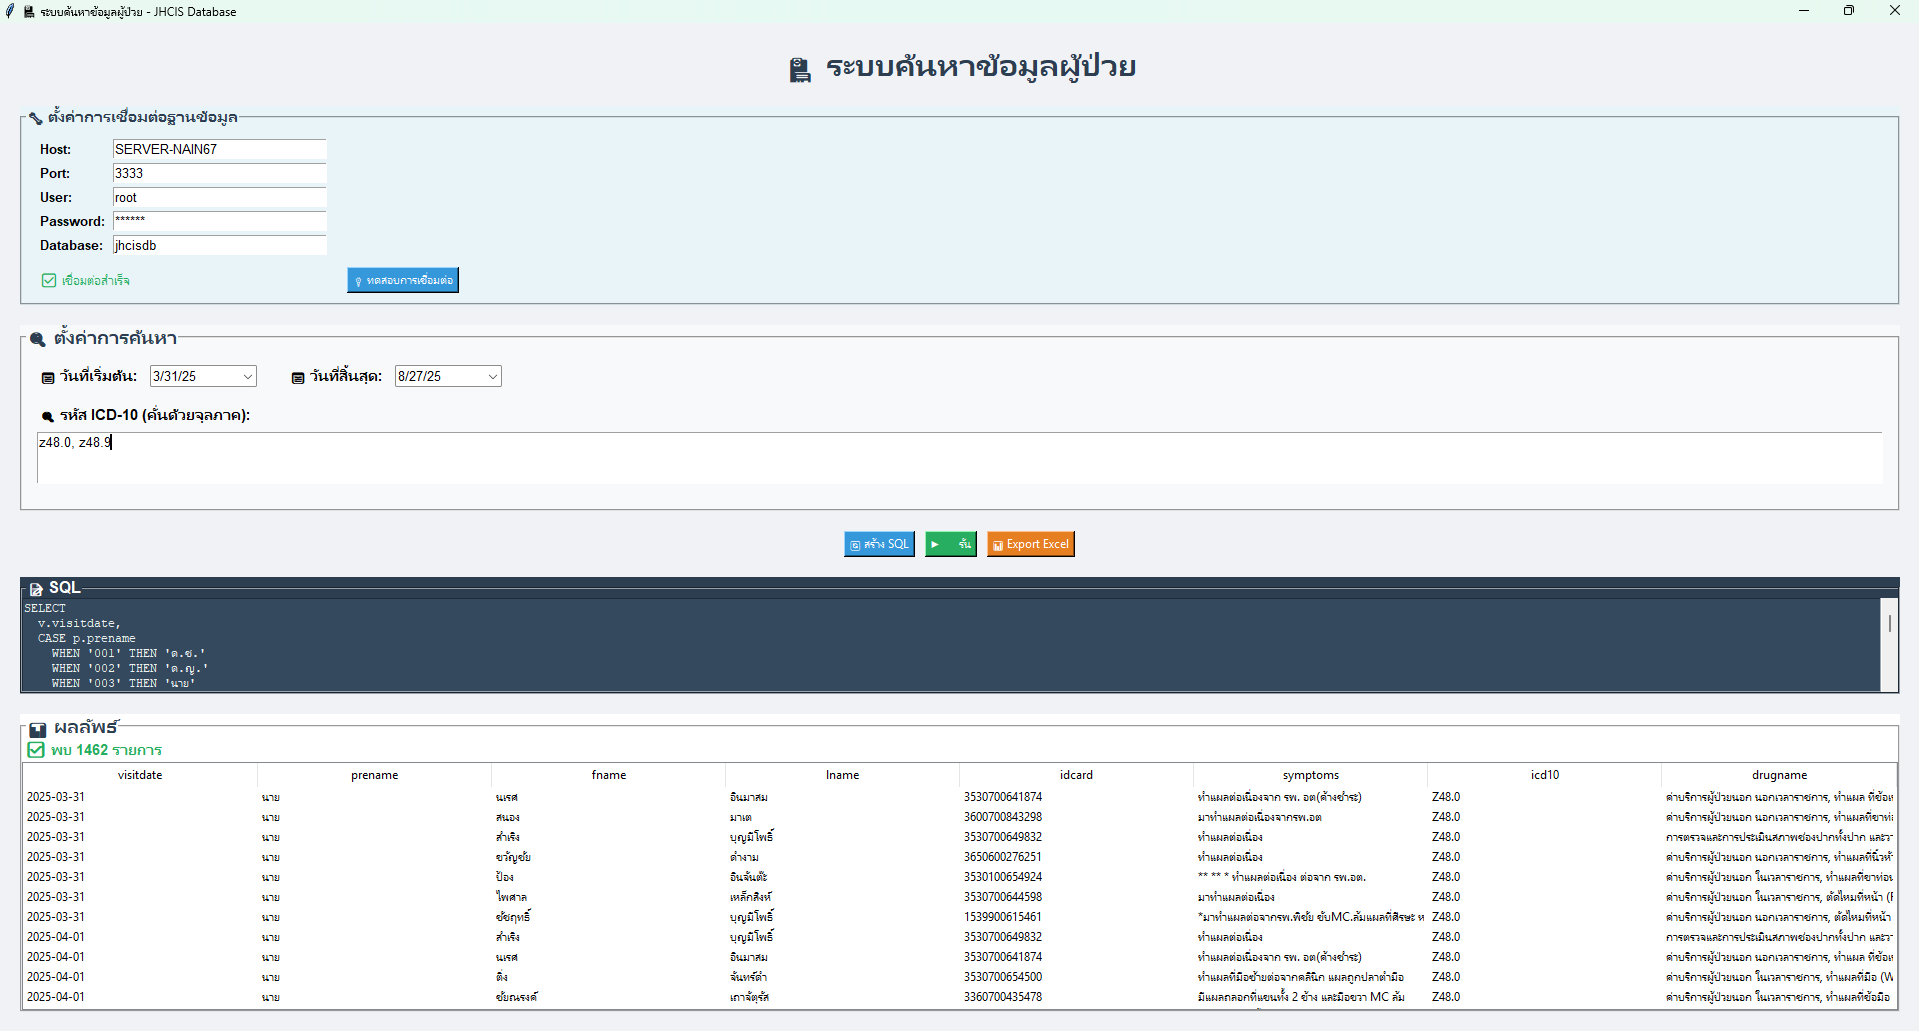 ระบบค้นหาข้อมูลผู้ป่วย - JHCIS Database
ระบบค้นหาข้อมูลผู้ป่วย
ตั้งค่าการเชื่อมต่อฐานข้อมูล
Host: SERVER-NAIN67
Port: 3333
User: root
Password: ******
Database: jhcisdb
เชื่อมต่อสำเร็จ ทดสอบการเชื่อมต่อ
ตั้งค่าการค้นหา
วันที่เริ่มต้น: 3/31/25 วันที่สิ้นสุด: 8/27/25
รหัส ICD-10 (คั่นด้วยจุลภาค):
z48.0, z48.9
สร้าง SQL รัน Export Excel
SQL
SELECT
v.visitdate,
CASE p.prename
WHEN '001' THEN 'ด.ช.'
WHEN '002' THEN 'ด.ญ.'
WHEN '003' THEN 'นาย'
ผลลัพธ์
พบ 1462 รายการ
visitdate prename fname lname idcard symptoms icd10 drugname
2025-03-31 นาย นเรศ อินมาสม 3530700641874 ทำแผลต่อเนื่องจาก รพ. อต(ค้างชำระ) Z48.0 ค่าบริการผู้ป่วยนอก นอกเวลาราชการ, ทำแผล ที่ข้อเ
2025-03-31 นาย สนอง มาเต 3600700843298 มาทำแผลต่อเนื่องจากรพ.อต Z48.0 ค่าบริการผู้ป่วยนอก นอกเวลาราชการ, ทำแผลที่ขาท่อ
2025-03-31 นาย สำเริง บุญมีโพธิ์ 3530700649832 ทำแผลต่อเนื่อง Z48.0 การตรวจและการประเมินสภาพช่องปากทั้งปาก และวา
2025-03-31 นาย ขวัญชัย ดำงาม 3650600276251 ทำแผลต่อเนื่อง Z48.0 ค่าบริการผู้ป่วยนอก นอกเวลาราชการ, ทำแผลที่นิ้วหั
2025-03-31 นาย ป้อง อินจันต๊ะ 3530100654924 ** ** * ทำแผลต่อเนื่อง ต่อจาก รพ.อต. Z48.0 ค่าบริการผู้ป่วยนอก ในเวลาราชการ, ทำแผลที่ขาท่อน
2025-03-31 นาย ไพศาล เหล็กสิงห์ 3530700644598 มาทำแผลต่อเนื่อง Z48.0 ค่าบริการผู้ป่วยนอก ในเวลาราชการ, ตัดไหมที่หน้า (F
2025-03-31 นาย ชัชฤทธิ์ บุญมีโพธิ์ 1539900615461 *มาทำแผลต่อจากรพ.พิชัย ขับMC.ล้มแผลที่ศีรษะ ห Z48.0 ค่าบริการผู้ป่วยนอก นอกเวลาราชการ, ตัดไหมที่หน้า
2025-04-01 นาย สำเริง บุญมีโพธิ์ 3530700649832 ทำแผลต่อเนื่อง Z48.0 การตรวจและการประเมินสภาพช่องปากทั้งปาก และวา
2025-04-01 นาย นเรศ อินมาสม 3530700641874 ทำแผลต่อเนื่องจาก รพ. อต(ค้างชำระ) Z48.0 ค่าบริการผู้ป่วยนอก นอกเวลาราชการ, ทำแผล ที่ข้อเ
2025-04-01 นาย ติ่ง จันทร์ดำ 3530700654500 ทำแผลที่มือซ้ายต่อจากคลินิก แผลถูกปลาตำมือ Z48.0 ค่าบริการผู้ป่วยนอก ในเวลาราชการ, ทำแผลที่มือ (W
2025-04-01 นาย ชัยณรงค์ เถาจัตุรัส 3360700435478 มีแผลถลอกที่แขนทั้ง 2 ข้าง และมือขวา MC ล้ม Z48.0 ค่าบริการผู้ป่วยนอก ในเวลาราชการ, ทำแผลที่ข้อมือ